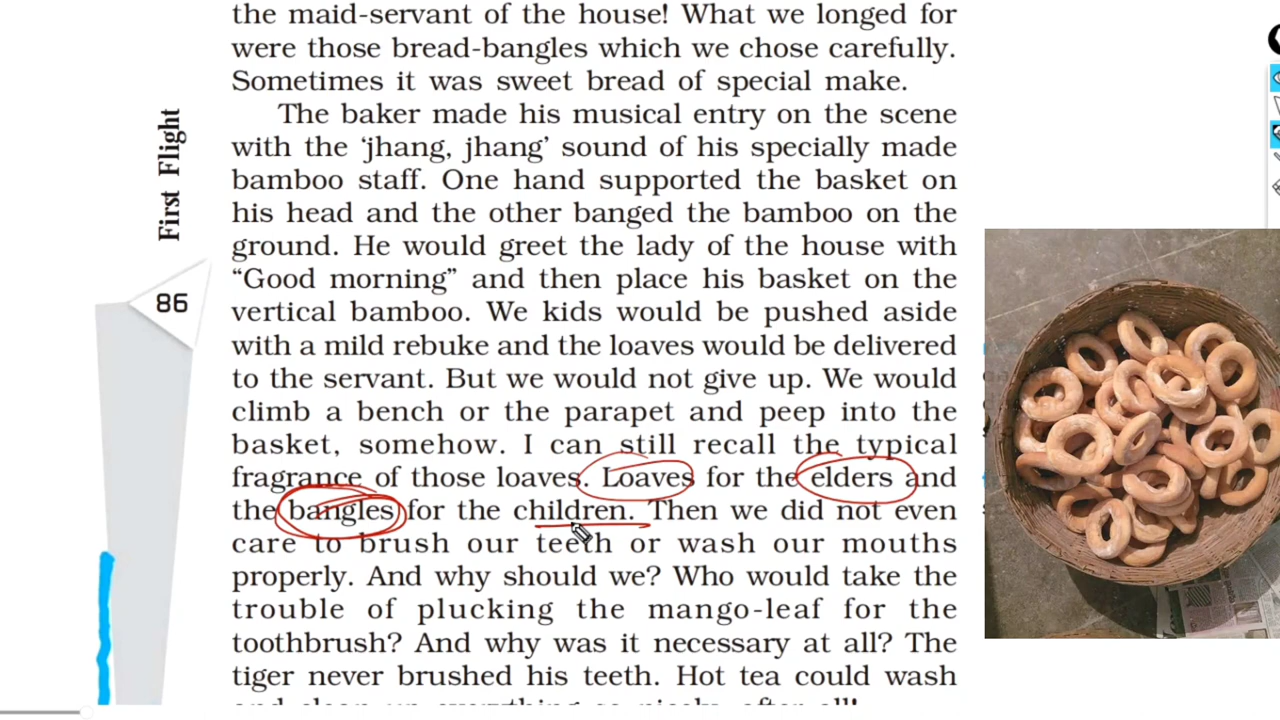 the maid-servant of the house! What we longed for
were those bread-bangles which we chose carefully.
Sometimes it was sweet bread of special make.
The baker made his musical entry on the scene
with the ‘jhang, jhang’ sound of his specially made
bamboo staff. One hand supported the basket on
his head and the other banged the bamboo on the
ground. He would greet the lady of the house with
“Good morning” and then place his basket on the
vertical bamboo. We kids would be pushed aside
with a mild rebuke and the loaves would be delivered
to the servant. But we would not give up. We would
climb a bench or the parapet and peep into the
basket, somehow. I can still recall the typical
fragrance of those loaves. Loaves for the elders and
the bangles for the children. Then we did not even
care to brush our teeth or wash our mouths
properly. And why should we? Who would take the
trouble of plucking the mango-leaf for the
toothbrush? And why was it necessary at all? The
tiger never brushed his teeth. Hot tea could wash
First Flight
86